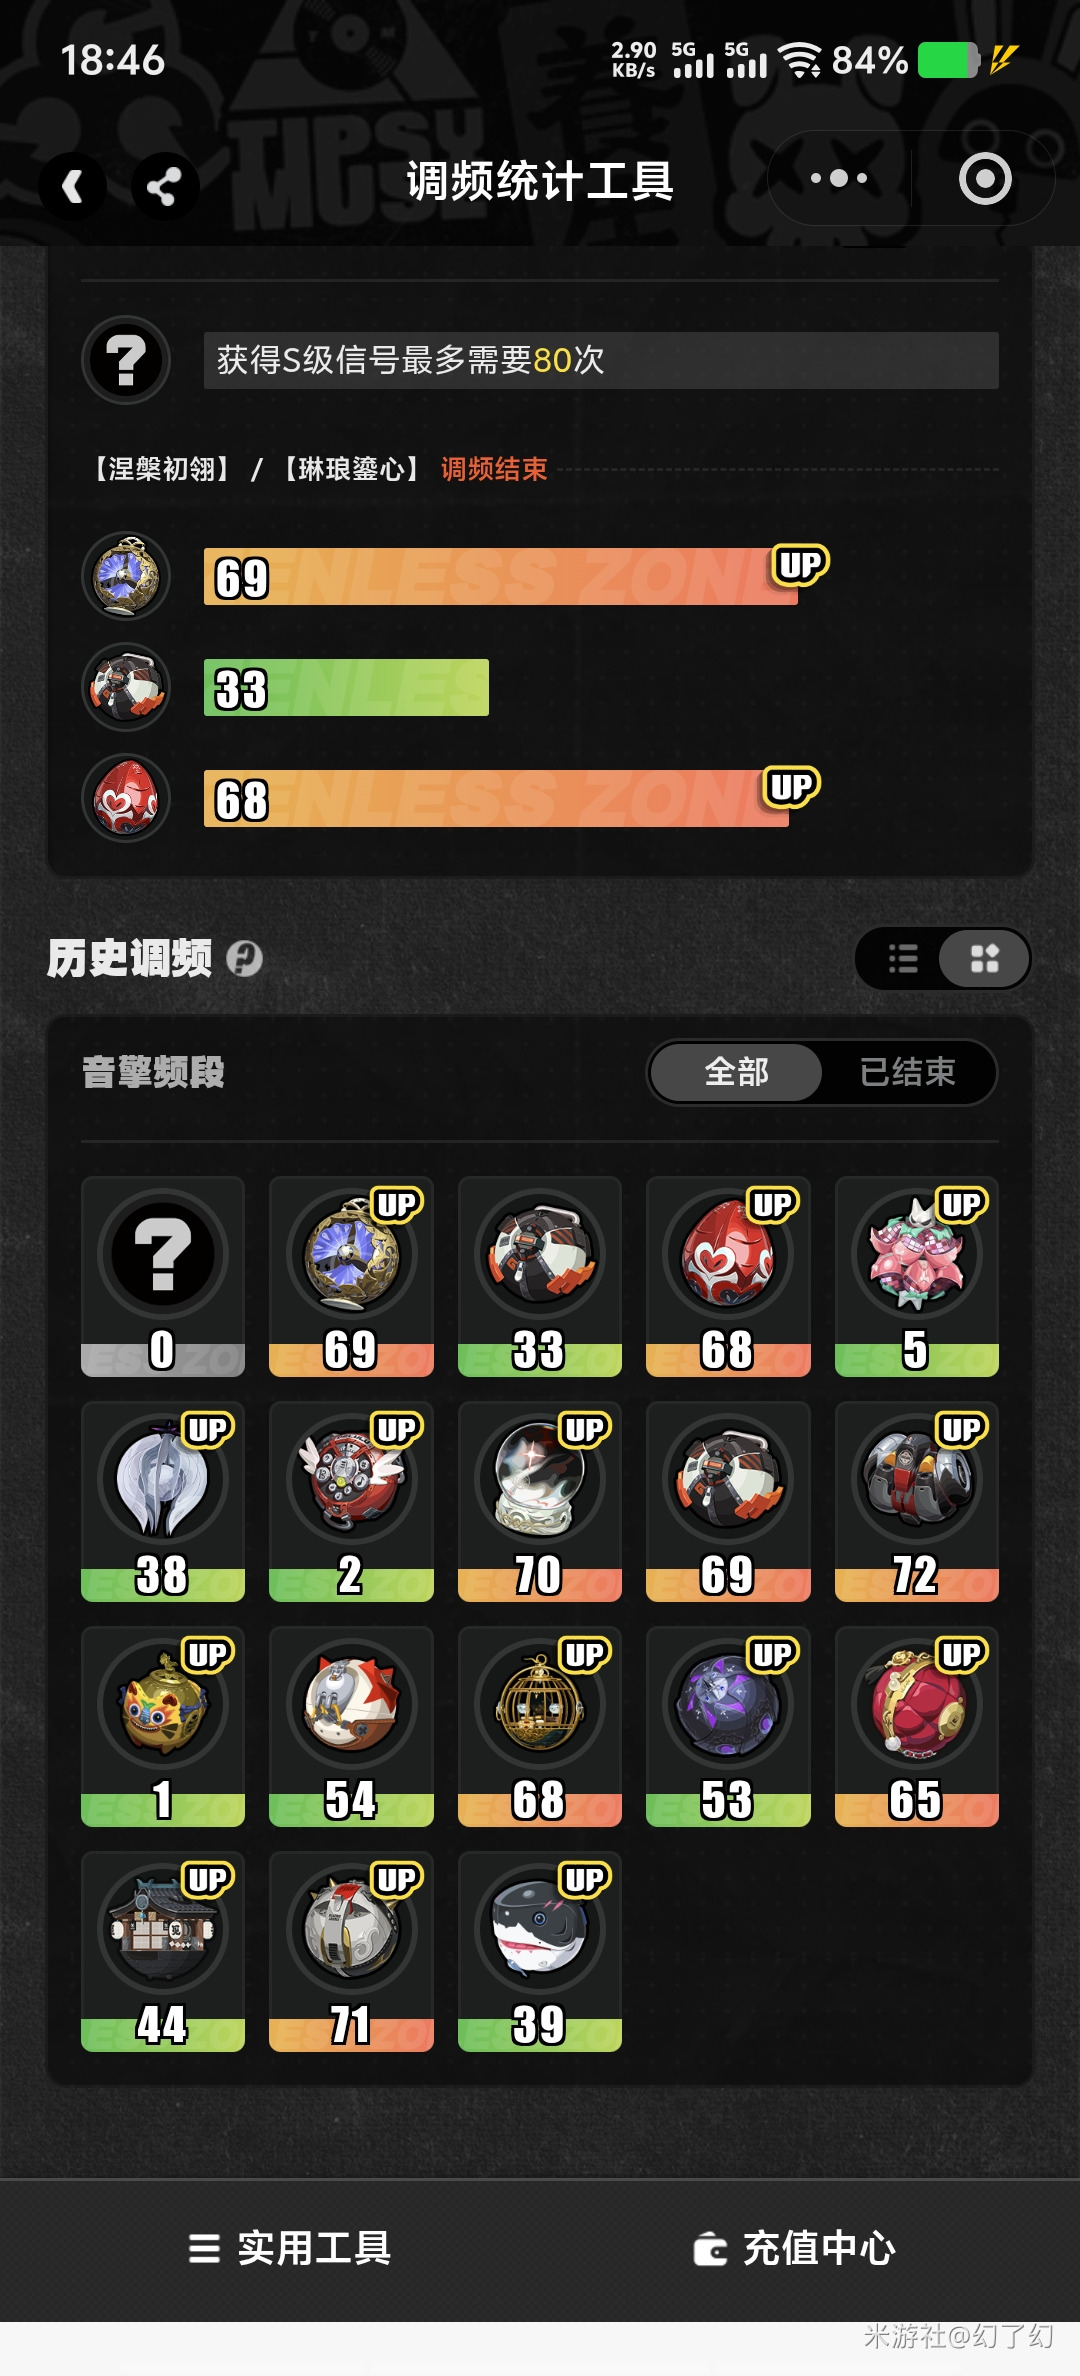 18:46
2.90 KB/s 5G 5G 84%
TIPSY MUSE
调频统计工具
获得S级信号最多需要80次
【涅槃初翎】 / 【琳琅鎏心】 调频结束
69 UP
33
68 UP
历史调频
音擎频段 全部 已结束
UP UP UP
0 69 33 68 5
UP UP UP UP
38 2 70 69 72
UP UP UP UP
1 54 68 53 65
UP UP UP
44 71 39
实用工具 充值中心
米游社@幻了幻